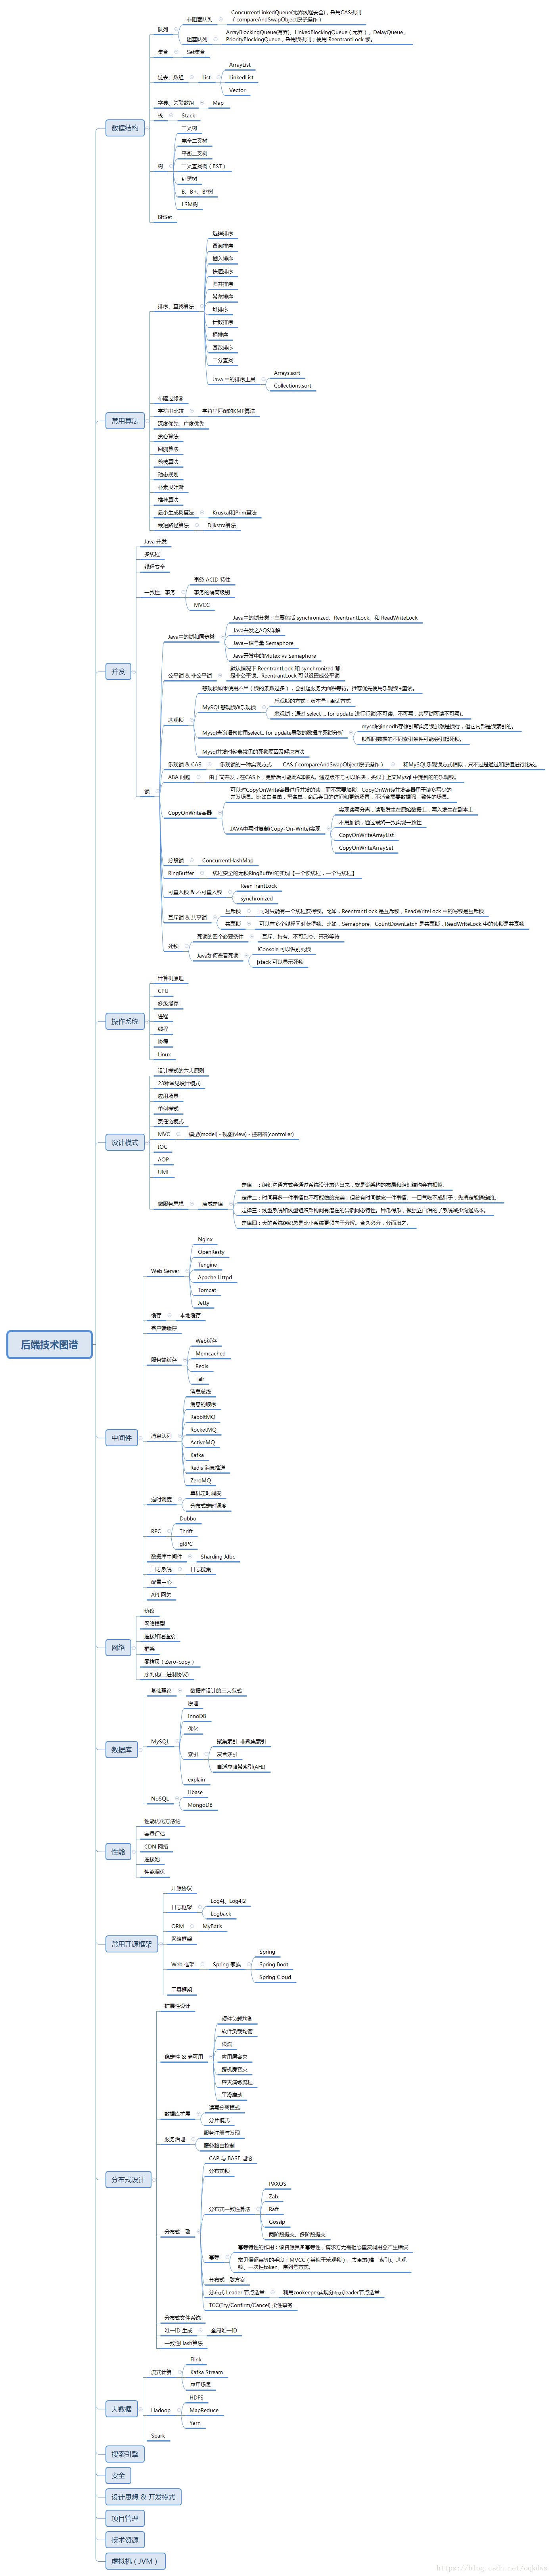 后端技术图谱
数据结构
队列
非阻塞队列
ConcurrentLinkedQueue(无界线程安全)，采用CAS机制
（compareAndSwapObject原子操作）
阻塞队列
ArrayBlockingQueue(有界)、LinkedBlockingQueue（无界）、DelayQueue、
PriorityBlockingQueue，采用锁机制；使用 ReentrantLock 锁。
集合
Set集合
链表、数组
List
ArrayList
LinkedList
Vector
字典、关联数组
Map
栈
Stack
树
二叉树
完全二叉树
平衡二叉树
二叉查找树（BST）
红黑树
B、B+、B*树
LSM树
BitSet
常用算法
排序、查找算法
选择排序
冒泡排序
插入排序
快速排序
归并排序
希尔排序
堆排序
计数排序
桶排序
基数排序
二分查找
Java 中的排序工具
Arrays.sort
Collections.sort
布隆过滤器
字符串比较
字符串匹配的KMP算法
深度优先、广度优先
贪心算法
回溯算法
剪枝算法
动态规划
朴素贝叶斯
推荐算法
最小生成树算法
Kruskal和Prim算法
最短路径算法
Dijkstra算法
开发
Java 开发
多线程
线程安全
一致性、事务
事务 ACID 特性
事务的隔离级别
MVCC
锁
Java中的锁和同步类
Java中的锁分类：主要包括 synchronized、ReentrantLock、和 ReadWriteLock
Java开发之AQS详解
Java中信号量 Semaphore
Java开发中的Mutex vs Semaphore
公平锁 & 非公平锁
默认情况下 ReentrantLock 和 synchronized 都
是非公平锁。ReentrantLock 可以设置成公平锁
悲观锁
悲观锁如果使用不当（锁的条数过多），会引起服务大面积等待。推荐优先使用乐观锁+重试。
MySQL悲观锁&乐观锁
乐观锁的方式：版本号+重试方式
悲观锁：通过 select ... for update 进行行锁(不可读、不可写，共享锁可读不可写)。
Mysql查询语句使用select.. for update导致的数据库死锁分析
mysql的innodb存储引擎实务锁虽然是锁行，但它内部是锁索引的。
锁相同数据的不同索引条件可能会引起死锁。
Mysql并发时经典常见的死锁原因及解决方法
乐观锁 & CAS
乐观锁的一种实现方式——CAS（compareAndSwapObject原子操作）
和MySQL乐观锁方式相似，只不过是通过和原值进行比较。
ABA 问题
由于高并发，在CAS下，更新后可能此A非彼A。通过版本号可以解决，类似于上文Mysql 中提到的的乐观锁。
CopyOnWrite容器
可以对CopyOnWrite容器进行并发的读，而不需要加锁。CopyOnWrite并发容器用于读多写少的
并发场景。比如白名单，黑名单，商品类目的访问和更新场景，不适合需要数据强一致性的场景。
JAVA中写时复制(Copy-On-Write)实现
实现读写分离，读取发生在原始数据上，写入发生在副本上
不用加锁，通过最终一致实现一致性
CopyOnWriteArrayList
CopyOnWriteArraySet
分段锁
ConcurrentHashMap
RingBuffer
线程安全的无锁RingBuffer的实现【一个读线程，一个写线程】
可重入锁 & 不可重入锁
ReenTrantLock
synchronized
互斥锁 & 共享锁
互斥锁
同时只能有一个线程获得锁。比如，ReentrantLock 是互斥锁，ReadWriteLock 中的写锁是互斥锁
共享锁
可以有多个线程同时获得锁。比如，Semaphore、CountDownLatch 是共享锁，ReadWriteLock 中的读锁是共享锁
死锁
死锁的四个必要条件
互斥、持有、不可剥夺、环形等待
Java如何查看死锁
JConsole 可以识别死锁
Jstack 可以显示死锁
操作系统
计算机原理
CPU
多级缓存
进程
线程
协程
Linux
设计模式
设计模式的六大原则
23种常见设计模式
应用场景
单例模式
责任链模式
MVC
模型(model)－视图(view)－控制器(controller)
IOC
AOP
UML
微服务思想
康威定律
定律一：组织沟通方式会通过系统设计表达出来，就是说架构的布局和组织结构会有相似。
定律二：时间再多一件事情也不可能做的完美，但总有时间做完一件事情。一口气吃不成胖子，先搞定能搞定的。
定律三：线型系统和线型组织架构间有潜在的异质同态特性。种瓜得瓜，做独立自治的子系统减少沟通成本。
定律四：大的系统组织总是比小系统更倾向于分解。合久必分，分而治之。
中间件
Web Server
Nginx
OpenResty
Tengine
Apache Httpd
Tomcat
Jetty
缓存
本地缓存
客户端缓存
服务端缓存
Web缓存
Memcached
Redis
Tair
消息队列
消息总线
消息的顺序
RabbitMQ
RocketMQ
ActiveMQ
Kafka
Redis 消息推送
ZeroMQ
定时调度
单机定时调度
分布式定时调度
RPC
Dubbo
Thrift
gRPC
数据库中间件
Sharding Jdbc
日志系统
日志搜集
配置中心
API 网关
网络
协议
网络模型
连接和短连接
框架
零拷贝（Zero-copy）
序列化(二进制协议)
数据库
基础理论
数据库设计的三大范式
MySQL
原理
InnoDB
优化
索引
聚集索引, 非聚集索引
复合索引
自适应哈希索引(AHI)
explain
NoSQL
Hbase
MongoDB
性能
性能优化方法论
容量评估
CDN 网络
连接池
性能调优
常用开源框架
开源协议
日志框架
Log4j、Log4j2
Logback
ORM
MyBatis
网络框架
Web 框架
Spring 家族
Spring
Spring Boot
Spring Cloud
工具框架
分布式设计
扩展性设计
稳定性 & 高可用
硬件负载均衡
软件负载均衡
限流
应用层容灾
跨机房容灾
容灾演练流程
平滑启动
数据库扩展
读写分离模式
分片模式
服务治理
服务注册与发现
服务路由控制
分布式一致
CAP 与 BASE 理论
分布式锁
分布式一致性算法
PAXOS
Zab
Raft
Gossip
两阶段提交、多阶段提交
幂等
幂等特性的作用：该资源具备幂等性，请求方无需担心重复调用会产生错误
常见保证幂等的手段：MVCC（类似于乐观锁）、去重表(唯一索引)、悲观
锁、一次性token、序列号方式。
分布式一致方案
分布式 Leader 节点选举
利用zookeeper实现分布式leader节点选举
TCC(Try/Confirm/Cancel) 柔性事务
分布式文件系统
唯一ID 生成
全局唯一ID
一致性Hash算法
大数据
流式计算
Flink
Kafka Stream
应用场景
Hadoop
HDFS
MapReduce
Yarn
Spark
搜索引擎
安全
设计思想 & 开发模式
项目管理
技术资源
虚拟机（JVM）